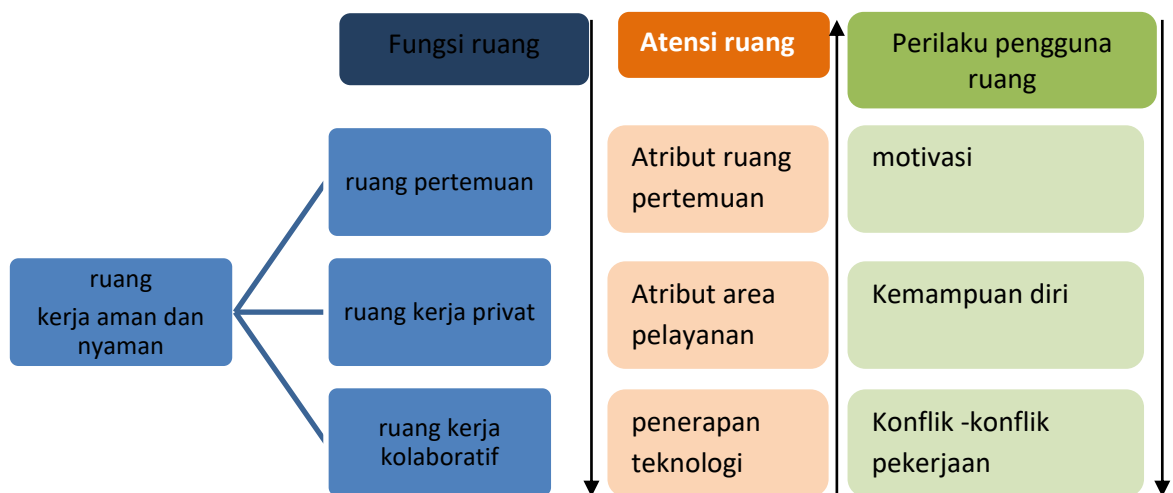 Fungsi ruang
Atensi ruang
Perilaku pengguna
ruang
ruang
kerja aman dan
nyaman
ruang pertemuan
Atribut ruang
pertemuan
motivasi
ruang kerja privat
Atribut area
pelayanan
Kemampuan diri
ruang kerja
kolaboratif
penerapan
teknologi
Konflik -konflik
pekerjaan